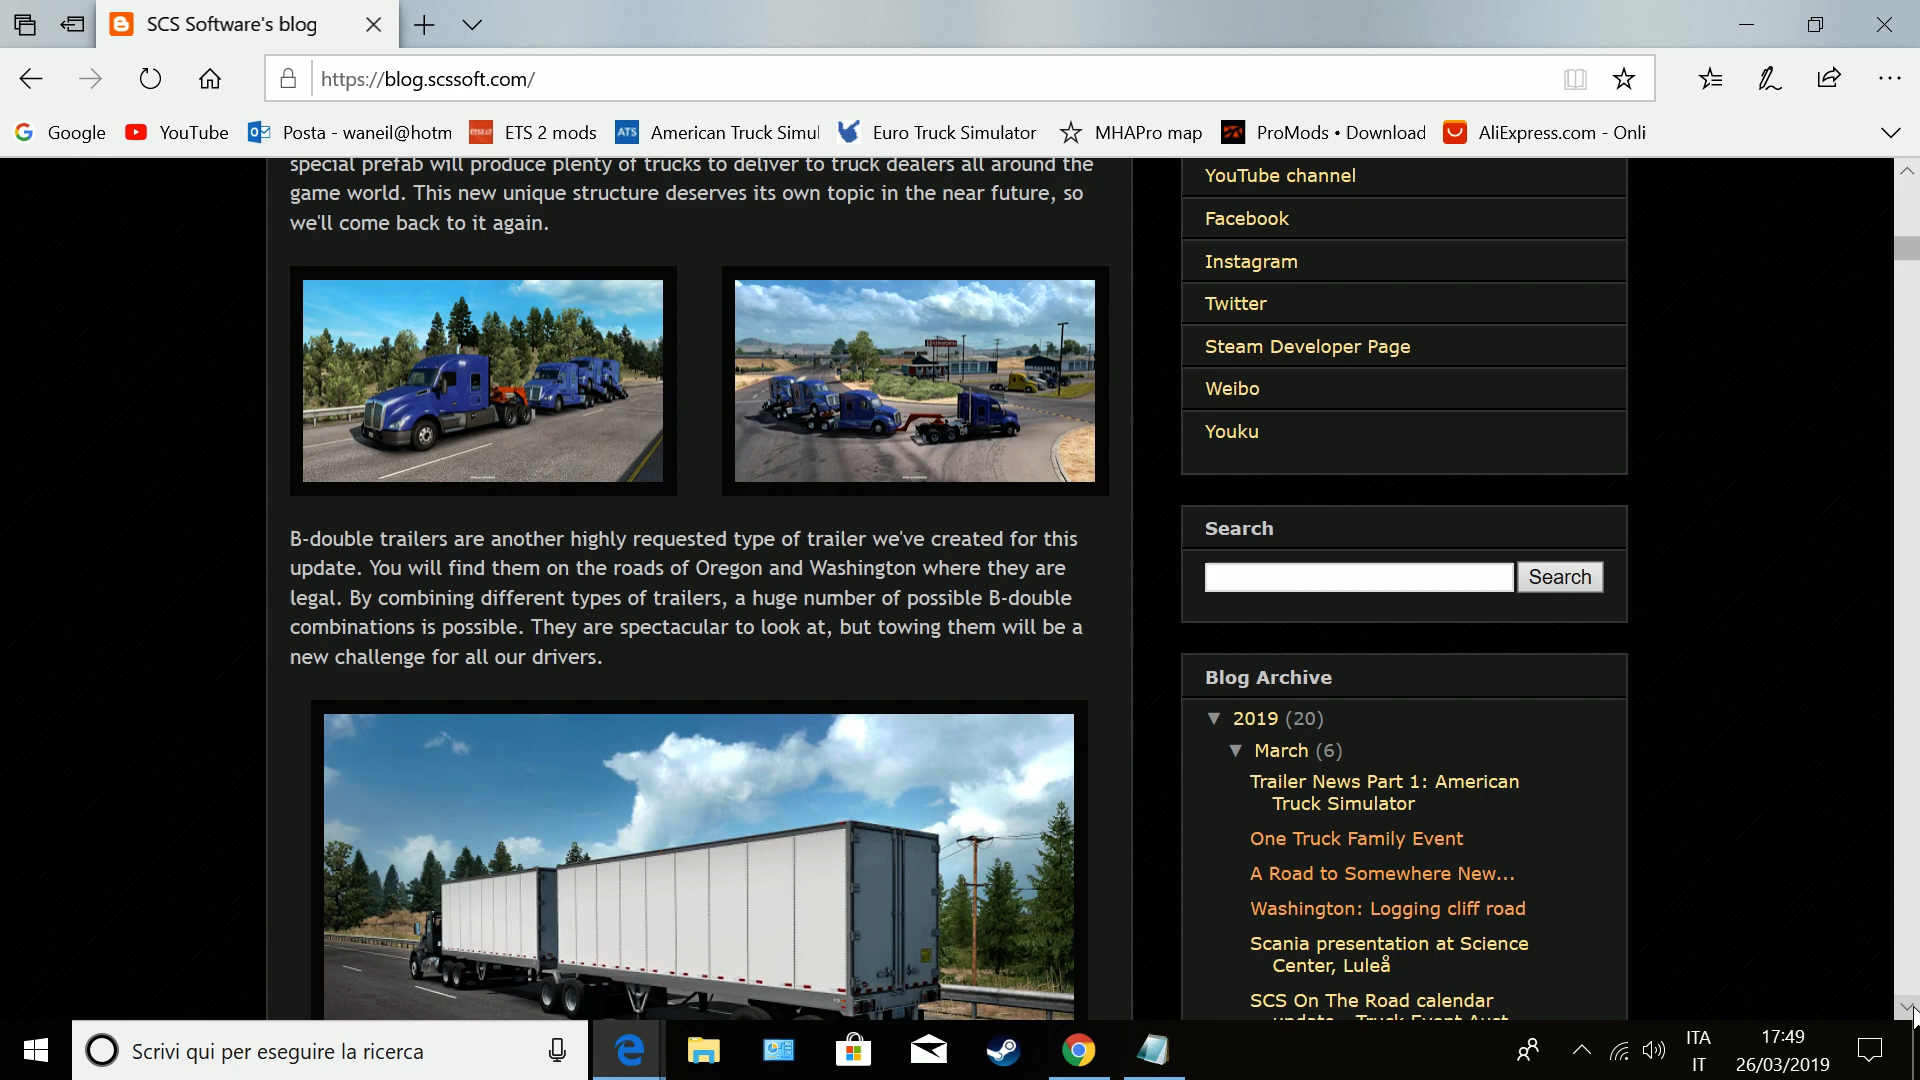 SCS Software's blog
https://blog.scssoft.com/
Google
YouTube
Posta - waneil@hotm
ETS 2 mods
American Truck Simul
Euro Truck Simulator
MHAPro map
ProMods • Download
AliExpress.com - Onli
special prefab will produce plenty of trucks to deliver to truck dealers all around the
game world. This new unique structure deserves its own topic in the near future, so
we'll come back to it again.
B-double trailers are another highly requested type of trailer we've created for this
update. You will find them on the roads of Oregon and Washington where they are
legal. By combining different types of trailers, a huge number of possible B-double
combinations is possible. They are spectacular to look at, but towing them will be a
new challenge for all our drivers.
YouTube channel
Facebook
Instagram
Twitter
Steam Developer Page
Weibo
Youku
Search
Search
Blog Archive
▼ 2019 (20)
▼ March (6)
Trailer News Part 1: American
Truck Simulator
One Truck Family Event
A Road to Somewhere New...
Washington: Logging cliff road
Scania presentation at Science
Center, Luleå
SCS On The Road calendar
update - Truck Event Aust
Scrivi qui per eseguire la ricerca
ITA
IT
17:49
26/03/2019